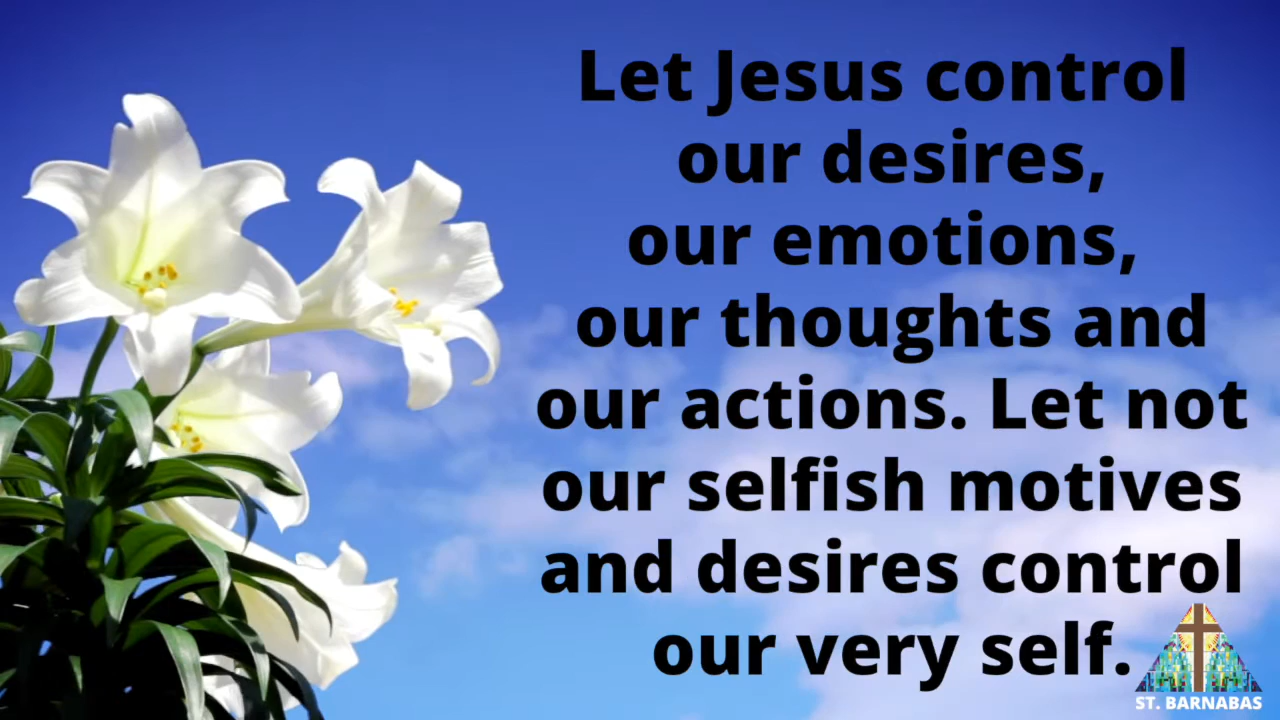 Let Jesus control
our desires,
our emotions,
our thoughts and
our actions. Let not
our selfish motives
and desires control
our very self.
ST. BARNABAS